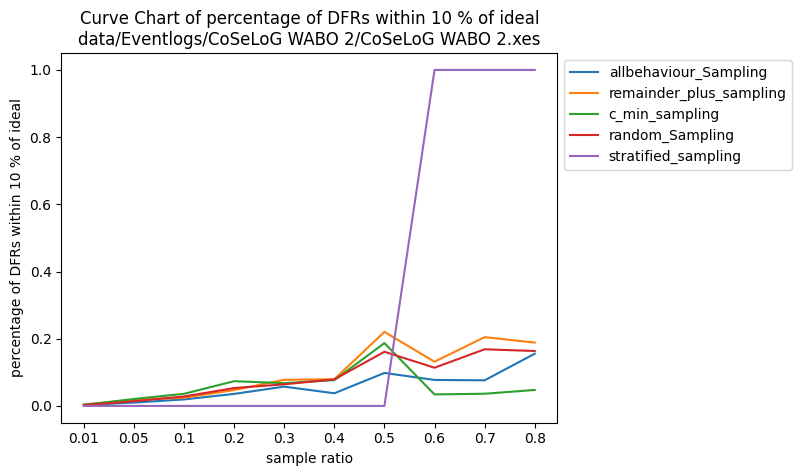 Curve Chart of percentage of DFRs within 10 % of ideal
data/Eventlogs/CoSeLoG WABO 2/CoSeLoG WABO 2.xes
percentage of DFRs within 10 % of ideal
1.0
0.8
0.6
0.4
0.2
0.0
0.01 0.05 0.1 0.2 0.3 0.4 0.5 0.6 0.7 0.8
sample ratio
allbehaviour_Sampling
remainder_plus_sampling
c_min_sampling
random_Sampling
stratified_sampling